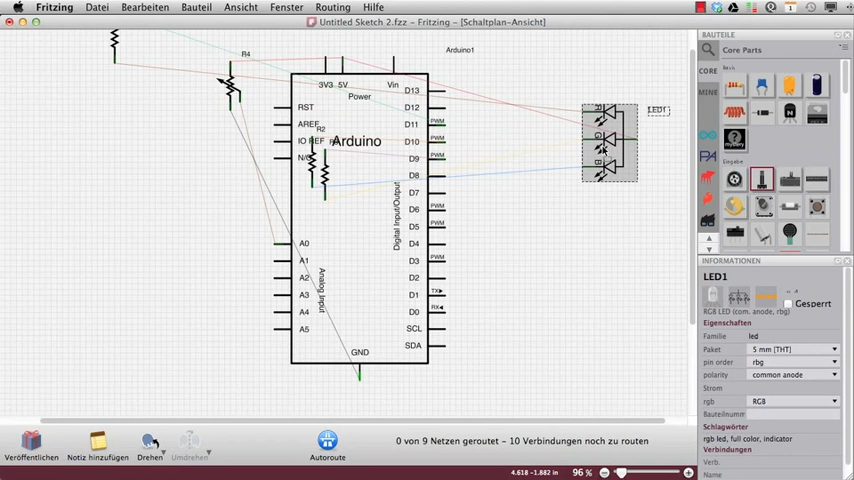 Fritzing Datei Bearbeiten Bauteil Ansicht Fenster Routing Hilfe
Untitled Sketch 2.fzz - Fritzing - [Schaltplan-Ansicht]
BAUTEILE
Core Parts
CORE
MINE
Basis
mystery
Eingabe
R4
Arduino1
3V3 5V Vin
Power
RST
AREF
IO REF
N/C
R2
Arduino
D13
D12
D11 PWM
D10 PWM
D9 PWM
D8
D7
D6 PWM
D5 PWM
D4
D3 PWM
D2
D1 TX
D0 RX
SCL
SDA
Digital Input/Output
Analog Input
A0
A1
A2
A3
A4
A5
GND
R
G
B
LED1
INFORMATIONEN
LED1
Gesperrt
RGB LED (com. anode, rbg)
Eigenschaften
Familie led
Paket 5 mm [THT]
pin order rbg
polarity common anode
Strom
rgb RGB
Bauteilnumm
Schlagwörter
rgb led, full color, indicator
Verbindungen
Verb.
Name
Veröffentlichen
Notiz hinzufügen
Drehen
Umdrehen
Autoroute
0 von 9 Netzen geroutet - 10 Verbindungen noch zu routen
4.618 -1.882 in 96 %